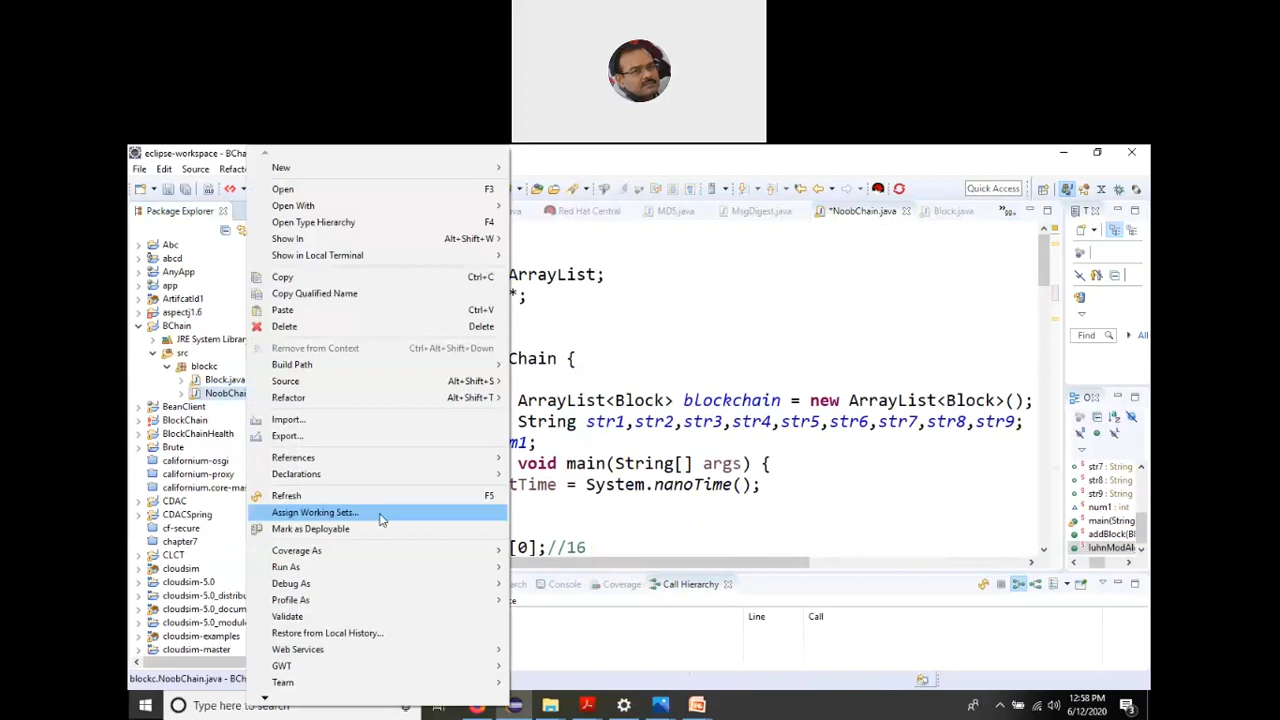 eclipse-workspace - BCha
File Edit Source Refacto
Quick Access
Package Explorer
Red Hat Central
MD5.java
MsgDigest.java
*NoobChain.java
Block.java
T
Abc
abcd
AnyApp
app
ArtifcatId1
aspectj1.6
BChain
JRE System Library
src
blockc
Block.java
NoobChai
BeanClient
BlockChain
BlockChainHealth
Brute
californium-osgi
californium-proxy
californium.core-mas
CDAC
CDACSpring
cf-secure
chapter7
CLCT
cloudsim
cloudsim-5.0
cloudsim-5.0_distribu
cloudsim-5.0_docum
cloudsim-5.0_module
cloudsim-examples
cloudsim-master
New
Open F3
Open With
Open Type Hierarchy F4
Show In Alt+Shift+W
Show in Local Terminal
Copy Ctrl+C
Copy Qualified Name
Paste Ctrl+V
Delete Delete
Remove from Context Ctrl+Alt+Shift+Down
Build Path
Source Alt+Shift+S
Refactor Alt+Shift+T
Import...
Export...
References
Declarations
Refresh F5
Assign Working Sets...
Mark as Deployable
Coverage As
Run As
Debug As
Profile As
Validate
Restore from Local History...
Web Services
GWT
Team
ArrayList;
*;
Chain {
ArrayList<Block> blockchain = new ArrayList<Block>();
String str1,str2,str3,str4,str5,str6,str7,str8,str9;
m1;
void main(String[] args) {
tTime = System.nanoTime();
[0];//16
Find
All
O
str7 : String
str8 : String
str9 : String
num1 : int
main(String
addBlock(Blc
luhnModAl
arch
Console
Coverage
Call Hierarchy
Line
Call
blockc.NoobChain.java - BCh
Type here to search
12:58 PM
6/12/2020
3